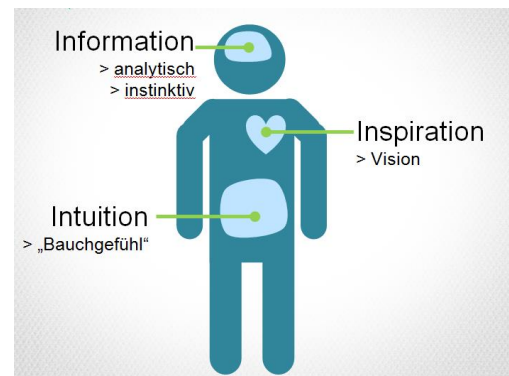 Information
> analytisch
> instinktiv
Inspiration
> Vision
Intuition
> „Bauchgefühl“